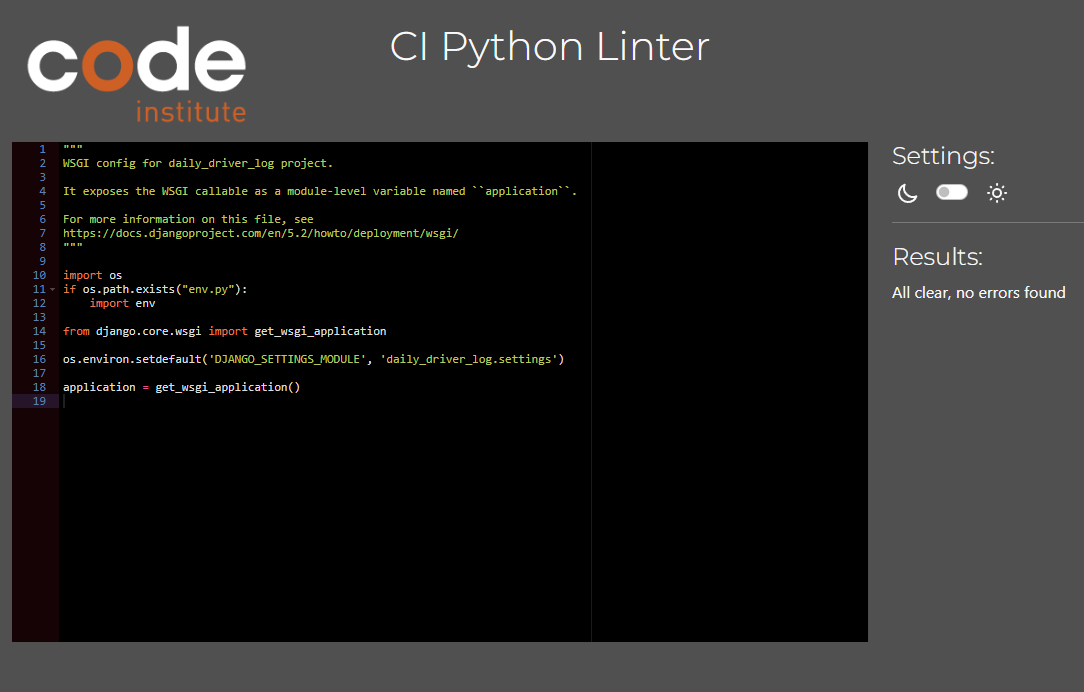 code
institute
CI Python Linter
1 """
2 WSGI config for daily_driver_log project.
3
4 It exposes the WSGI callable as a module-level variable named ``application``.
5
6 For more information on this file, see
7 https://docs.djangoproject.com/en/5.2/howto/deployment/wsgi/
8 """
9
10 import os
11 if os.path.exists("env.py"):
12     import env
13
14 from django.core.wsgi import get_wsgi_application
15
16 os.environ.setdefault('DJANGO_SETTINGS_MODULE', 'daily_driver_log.settings')
17
18 application = get_wsgi_application()
19
Settings:
Results:
All clear, no errors found